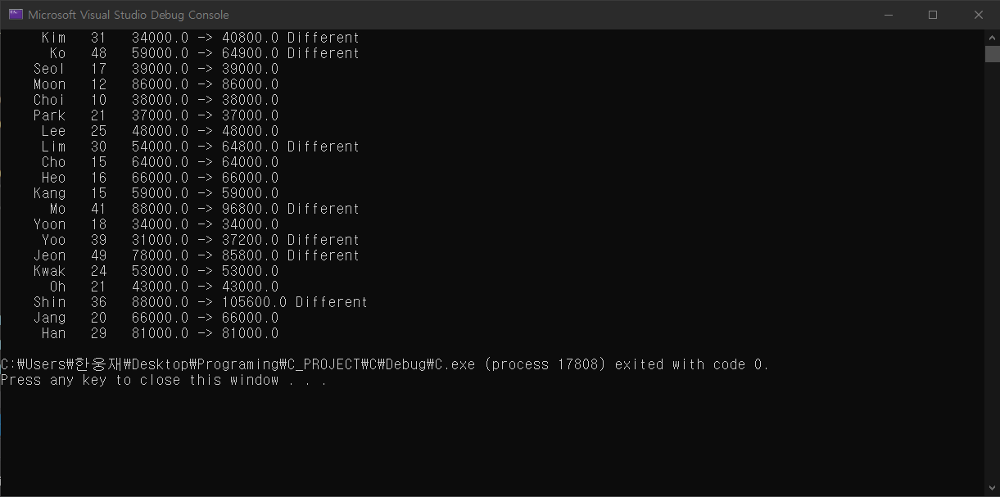 Microsoft Visual Studio Debug Console
Kim 31 34000.0 -> 40800.0 Different
Ko 48 59000.0 -> 64900.0 Different
Seol 17 39000.0 -> 39000.0
Moon 12 86000.0 -> 86000.0
Choi 10 38000.0 -> 38000.0
Park 21 37000.0 -> 37000.0
Lee 25 48000.0 -> 48000.0
Lim 30 54000.0 -> 64800.0 Different
Cho 15 64000.0 -> 64000.0
Heo 16 66000.0 -> 66000.0
Kang 15 59000.0 -> 59000.0
Mo 41 88000.0 -> 96800.0 Different
Yoon 18 34000.0 -> 34000.0
Yoo 39 31000.0 -> 37200.0 Different
Jeon 49 78000.0 -> 85800.0 Different
Kwak 24 53000.0 -> 53000.0
Oh 21 43000.0 -> 43000.0
Shin 36 88000.0 -> 105600.0 Different
Jang 20 66000.0 -> 66000.0
Han 29 81000.0 -> 81000.0
C:₩Users₩한웅재₩Desktop₩Programing₩C_PROJECT₩C₩Debug₩C.exe (process 17808) exited with code 0.
Press any key to close this window . . .